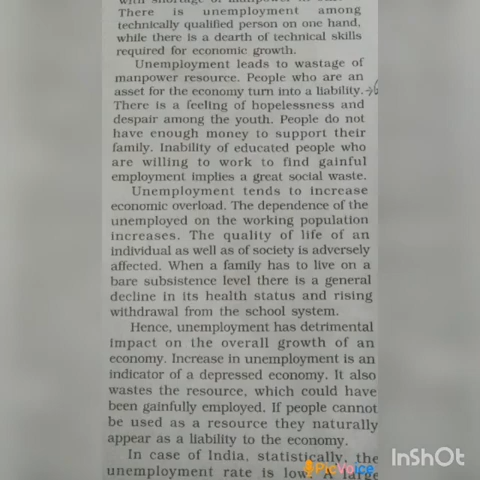 There is unemployment among
technically qualified person on one hand,
while there is a dearth of technical skills
required for economic growth.
Unemployment leads to wastage of
manpower resource. People who are an
asset for the economy turn into a liability.
There is a feeling of hopelessness and
despair among the youth. People do not
have enough money to support their
family. Inability of educated people who
are willing to work to find gainful
employment implies a great social waste.
Unemployment tends to increase
economic overload. The dependence of the
unemployed on the working population
increases. The quality of life of an
individual as well as of society is adversely
affected. When a family has to live on a
bare subsistence level there is a general
decline in its health status and rising
withdrawal from the school system.
Hence, unemployment has detrimental
impact on the overall growth of an
economy. Increase in unemployment is an
indicator of a depressed economy. It also
wastes the resource, which could have
been gainfully employed. If people cannot
be used as a resource they naturally
appear as a liability to the economy.
In case of India, statistically, the
unemployment rate is low. A large
PicVoice
InShOt